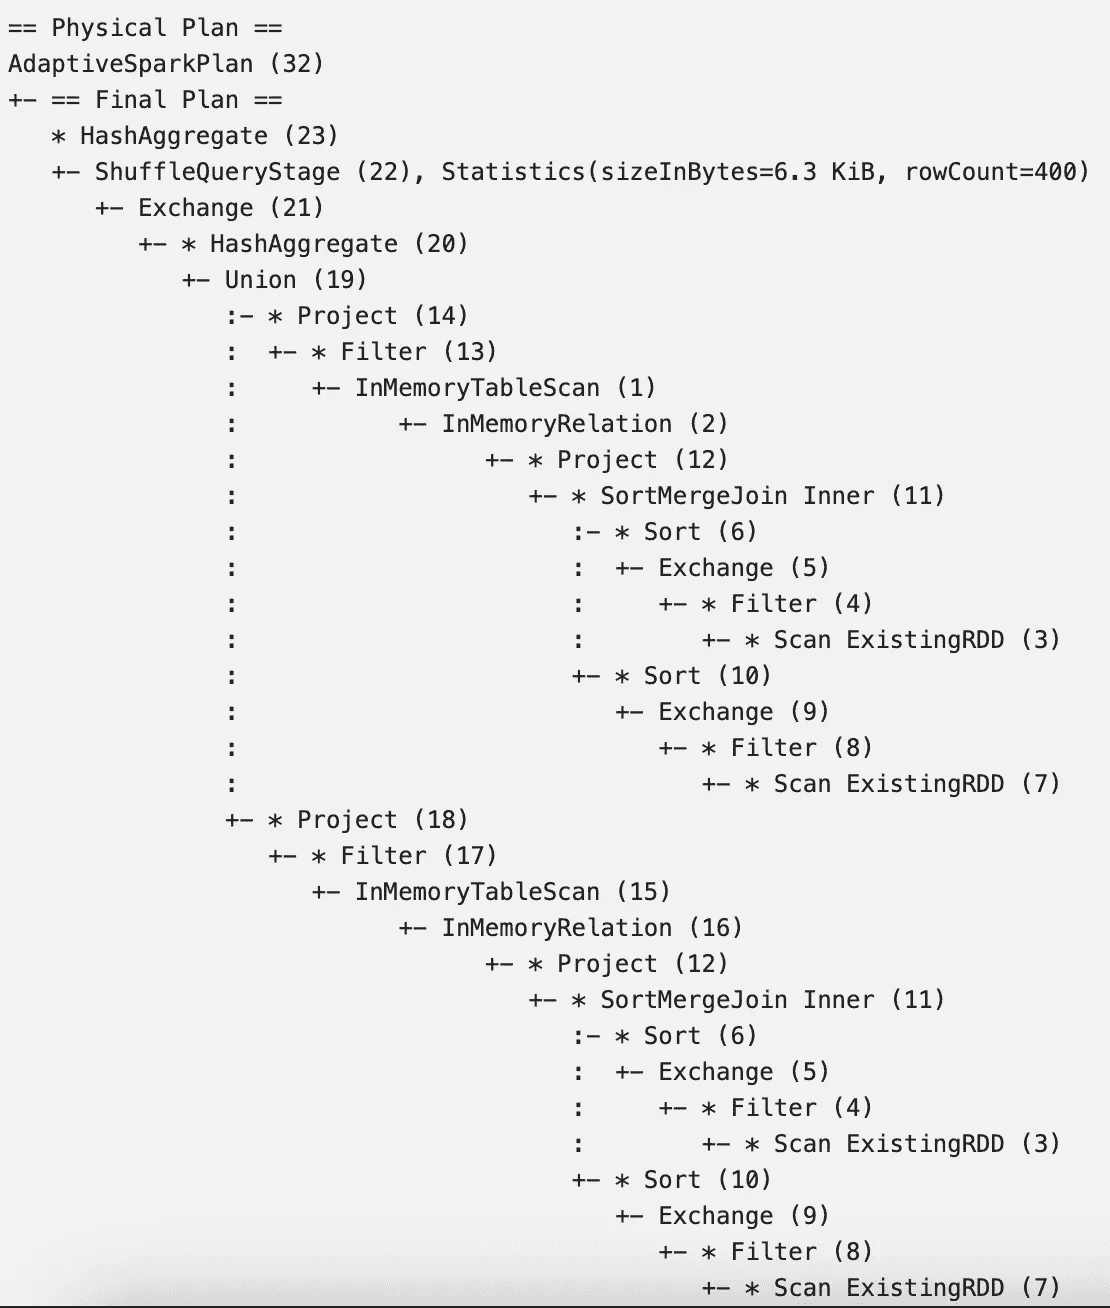 == Physical Plan ==
AdaptiveSparkPlan (32)
+- == Final Plan ==
   * HashAggregate (23)
   +- ShuffleQueryStage (22), Statistics(sizeInBytes=6.3 KiB, rowCount=400)
      +- Exchange (21)
         +- * HashAggregate (20)
            +- Union (19)
               :- * Project (14)
               :  +- * Filter (13)
               :     +- InMemoryTableScan (1)
               :           +- InMemoryRelation (2)
               :                 +- * Project (12)
               :                    +- * SortMergeJoin Inner (11)
               :                       :- * Sort (6)
               :                       :  +- Exchange (5)
               :                       :     +- * Filter (4)
               :                       :        +- * Scan ExistingRDD (3)
               :                       +- * Sort (10)
               :                          +- Exchange (9)
               :                             +- * Filter (8)
               :                                +- * Scan ExistingRDD (7)
               +- * Project (18)
                  +- * Filter (17)
                     +- InMemoryTableScan (15)
                           +- InMemoryRelation (16)
                                 +- * Project (12)
                                    +- * SortMergeJoin Inner (11)
                                       :- * Sort (6)
                                       :  +- Exchange (5)
                                       :     +- * Filter (4)
                                       :        +- * Scan ExistingRDD (3)
                                       +- * Sort (10)
                                          +- Exchange (9)
                                             +- * Filter (8)
                                                +- * Scan ExistingRDD (7)